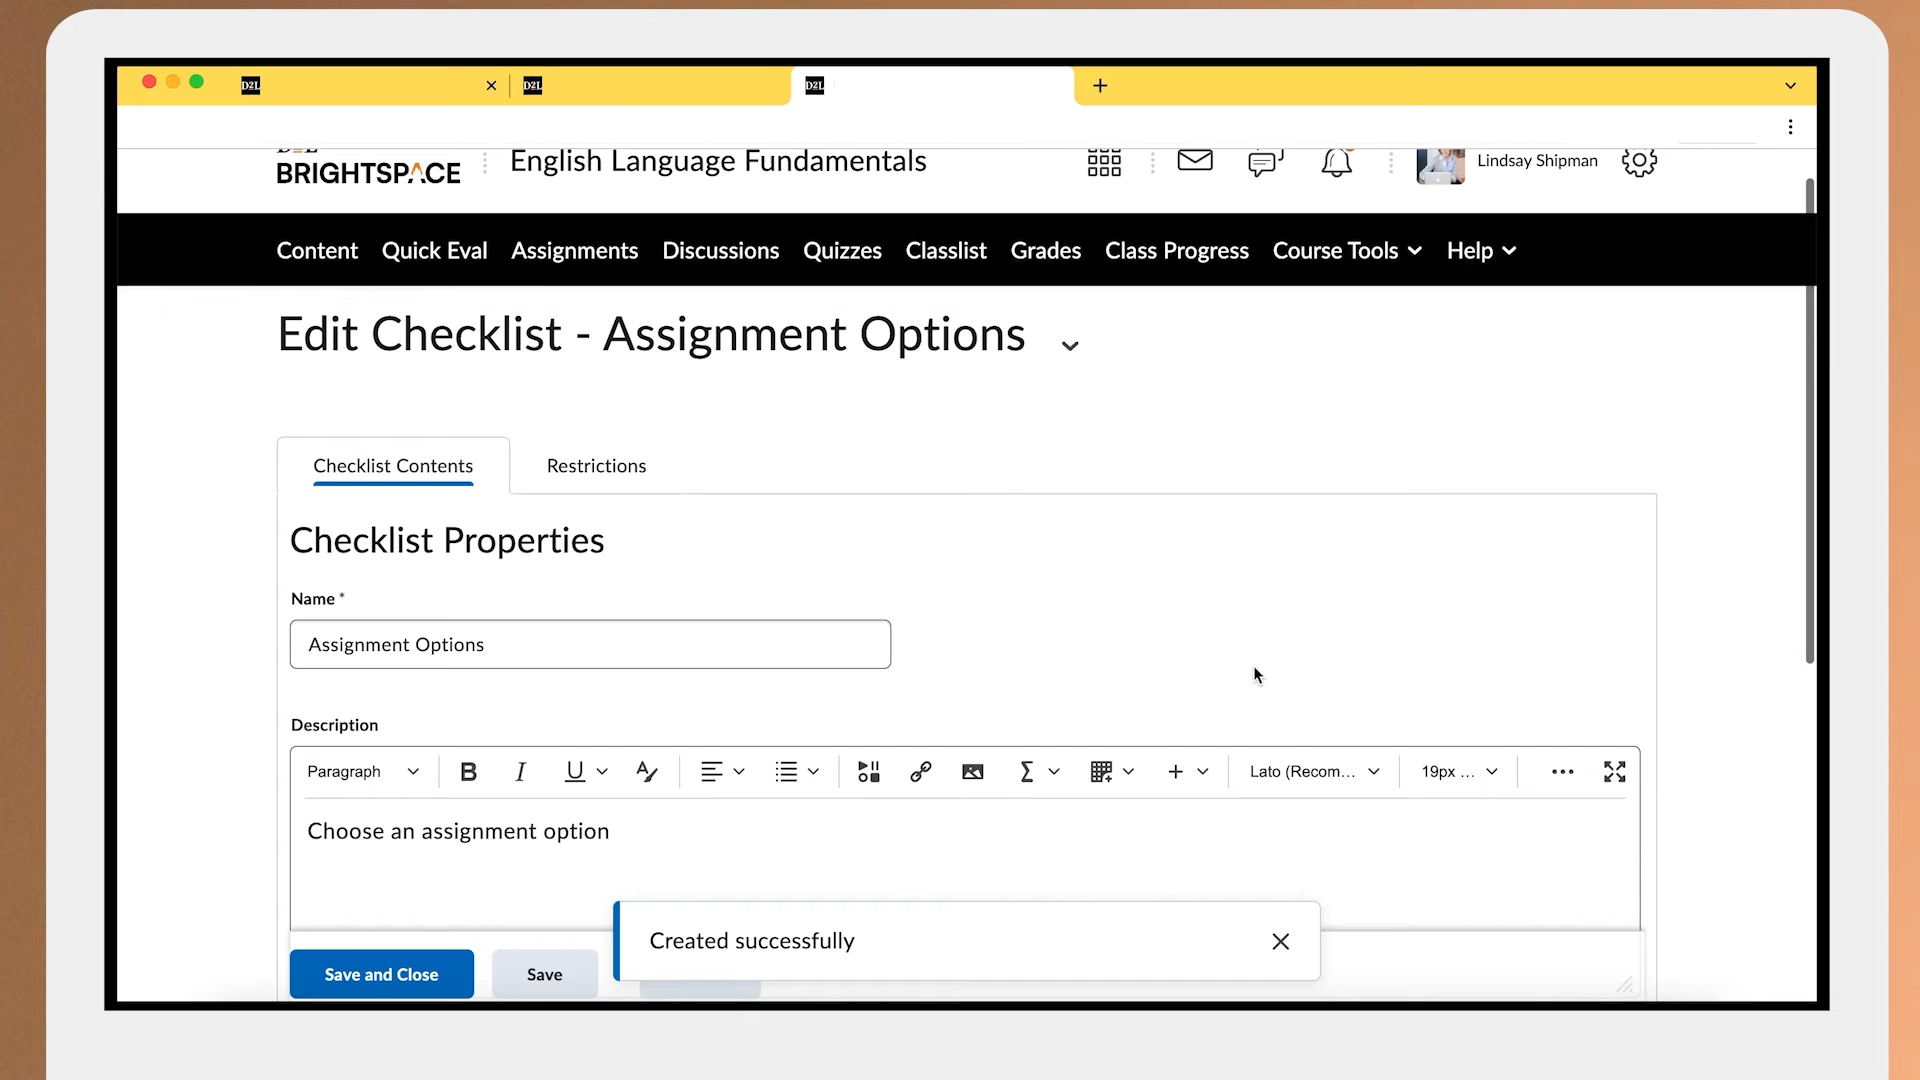 D2L
D2L
D2L
BRIGHTSPACE
English Language Fundamentals
Lindsay Shipman
Content Quick Eval Assignments Discussions Quizzes Classlist Grades Class Progress Course Tools Help
Edit Checklist - Assignment Options
Checklist Contents
Restrictions
Checklist Properties
Name *
Assignment Options
Description
Paragraph B I U A Σ Lato (Recom... 19px ...
Choose an assignment option
Created successfully
Save and Close
Save